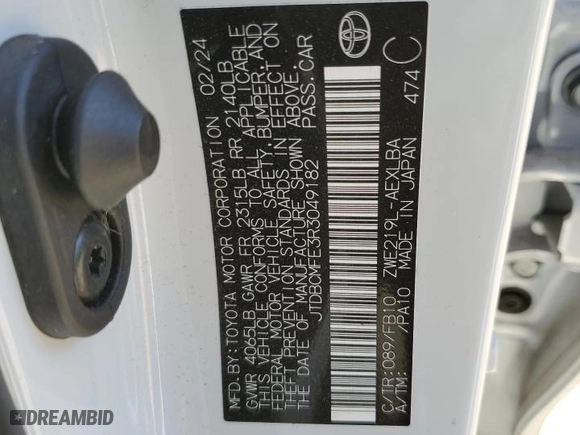 MFD.BY:TOYOTA MOTOR CORPORATION 02/24
GVWR 4065LB GAWR FR 2315LB RR 2140LB
THIS VEHICLE CONFORMS TO ALL APPLICABLE
FEDERAL MOTOR VEHICLE SAFETY, BUMPER, AND
THEFT PREVENTION STANDARDS IN EFFECT ON
THE DATE OF MANUFACTURE SHOWN ABOVE.
JTDBCMFE3R3049182 PASS.CAR
C/TR:089/FB10 ZWE219L-AEXLBA
A/TM: /PA10 MADE IN JAPAN 474 C
DREAMBID